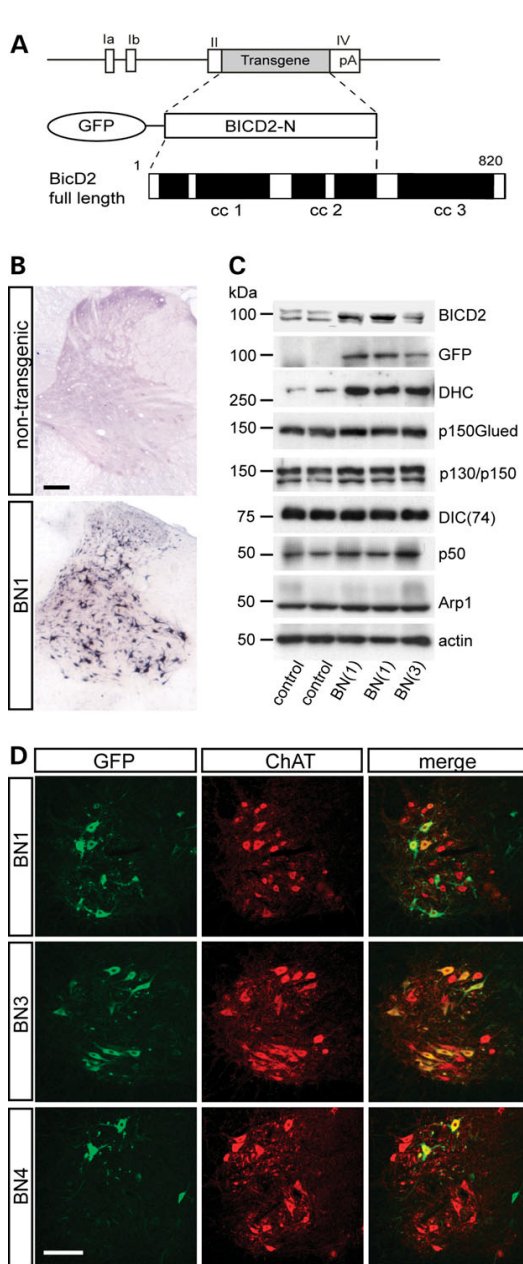 A
Ia
Ib
II
Transgene
IV
pA
GFP
BICD2-N
1
820
BicD2
full length
cc 1
cc 2
cc 3
B
non-transgenic
BN1
C
kDa
100
BICD2
100
GFP
250
DHC
150
p150Glued
150
p130/p150
75
DIC(74)
50
p50
50
Arp1
50
actin
control
control
BN(1)
BN(1)
BN(3)
D
GFP
ChAT
merge
BN1
BN3
BN4